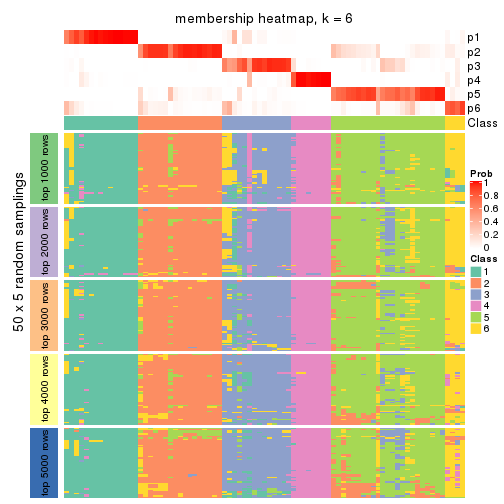 membership heatmap, k = 6
p1
p2
p3
p4
p5
p6
Class
50 x 5 random samplings
top 1000 rows
top 2000 rows
top 3000 rows
top 4000 rows
top 5000 rows
Prob
1
0.8
0.6
0.4
0.2
0
Class
1
2
3
4
5
6